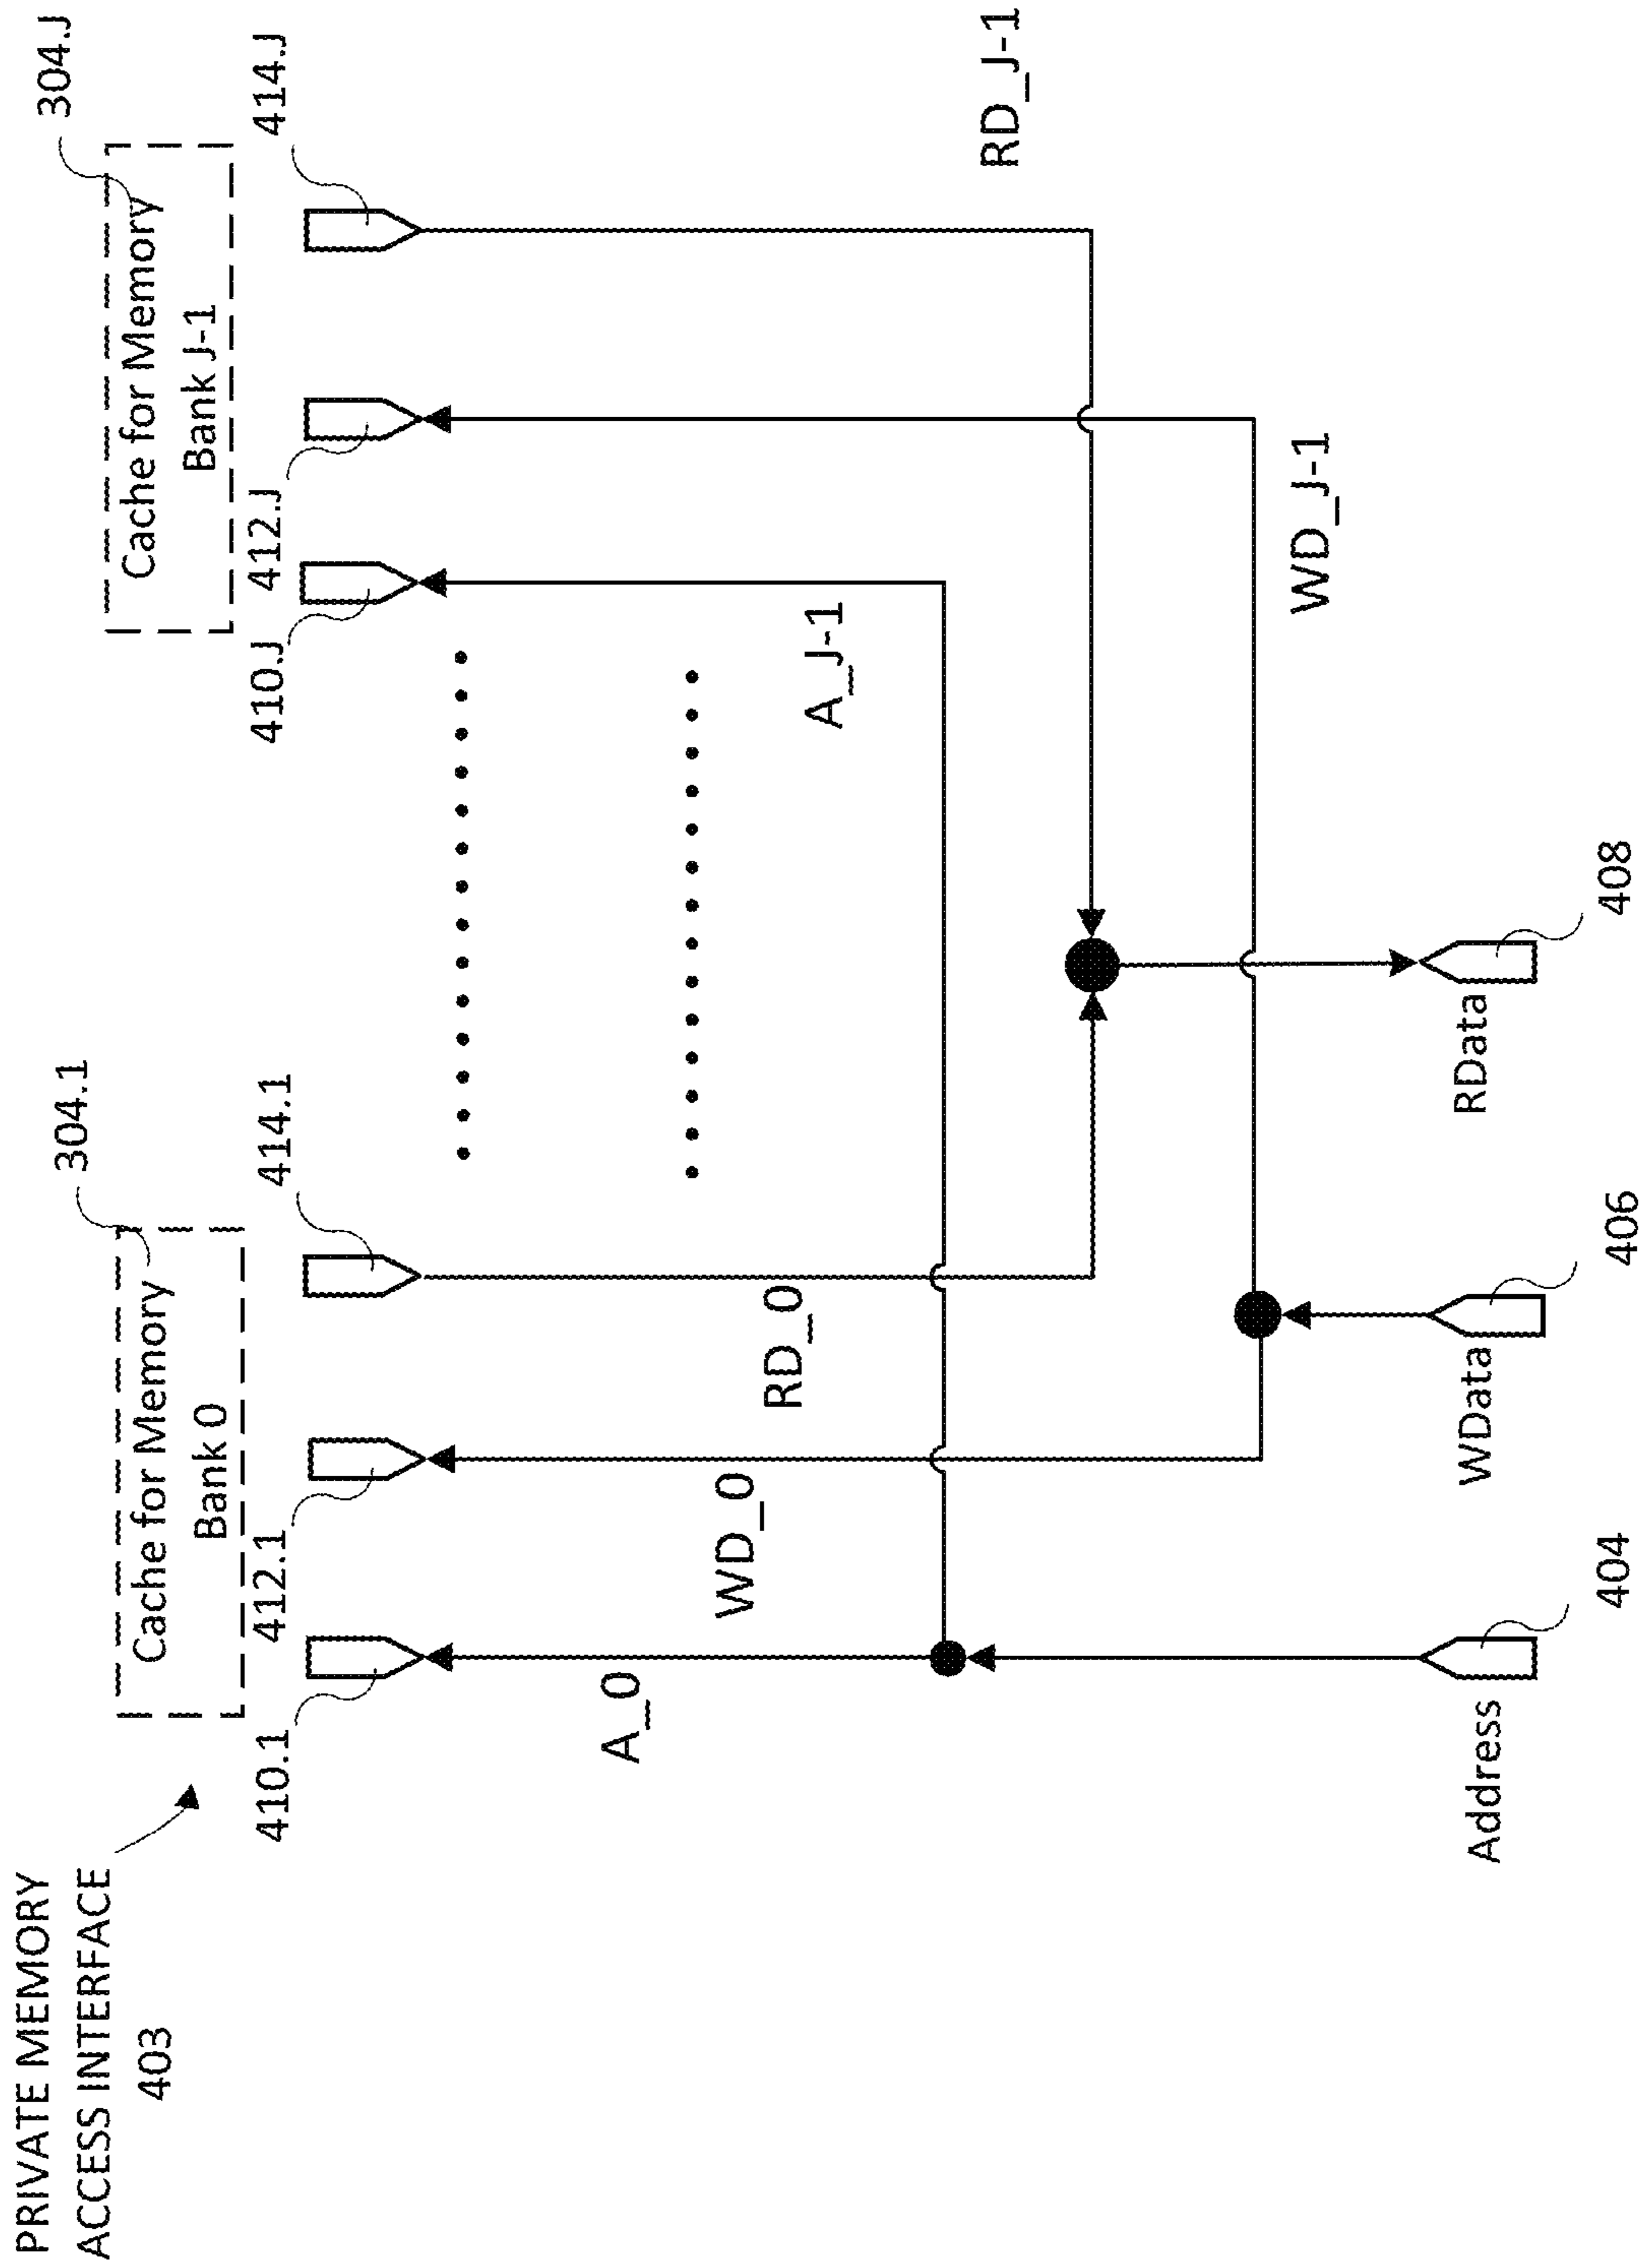 PRIVATE MEMORY
ACCESS INTERFACE
403
304.1
304.J
Cache for Memory
Bank 0
Cache for Memory
Bank J-1
410.1
412.1
414.1
410.J
412.J
414.J
A_0
WD_0
RD_0
A_J-1
RD_J-1
WD_J-1
Address
WData
RData
404
406
408